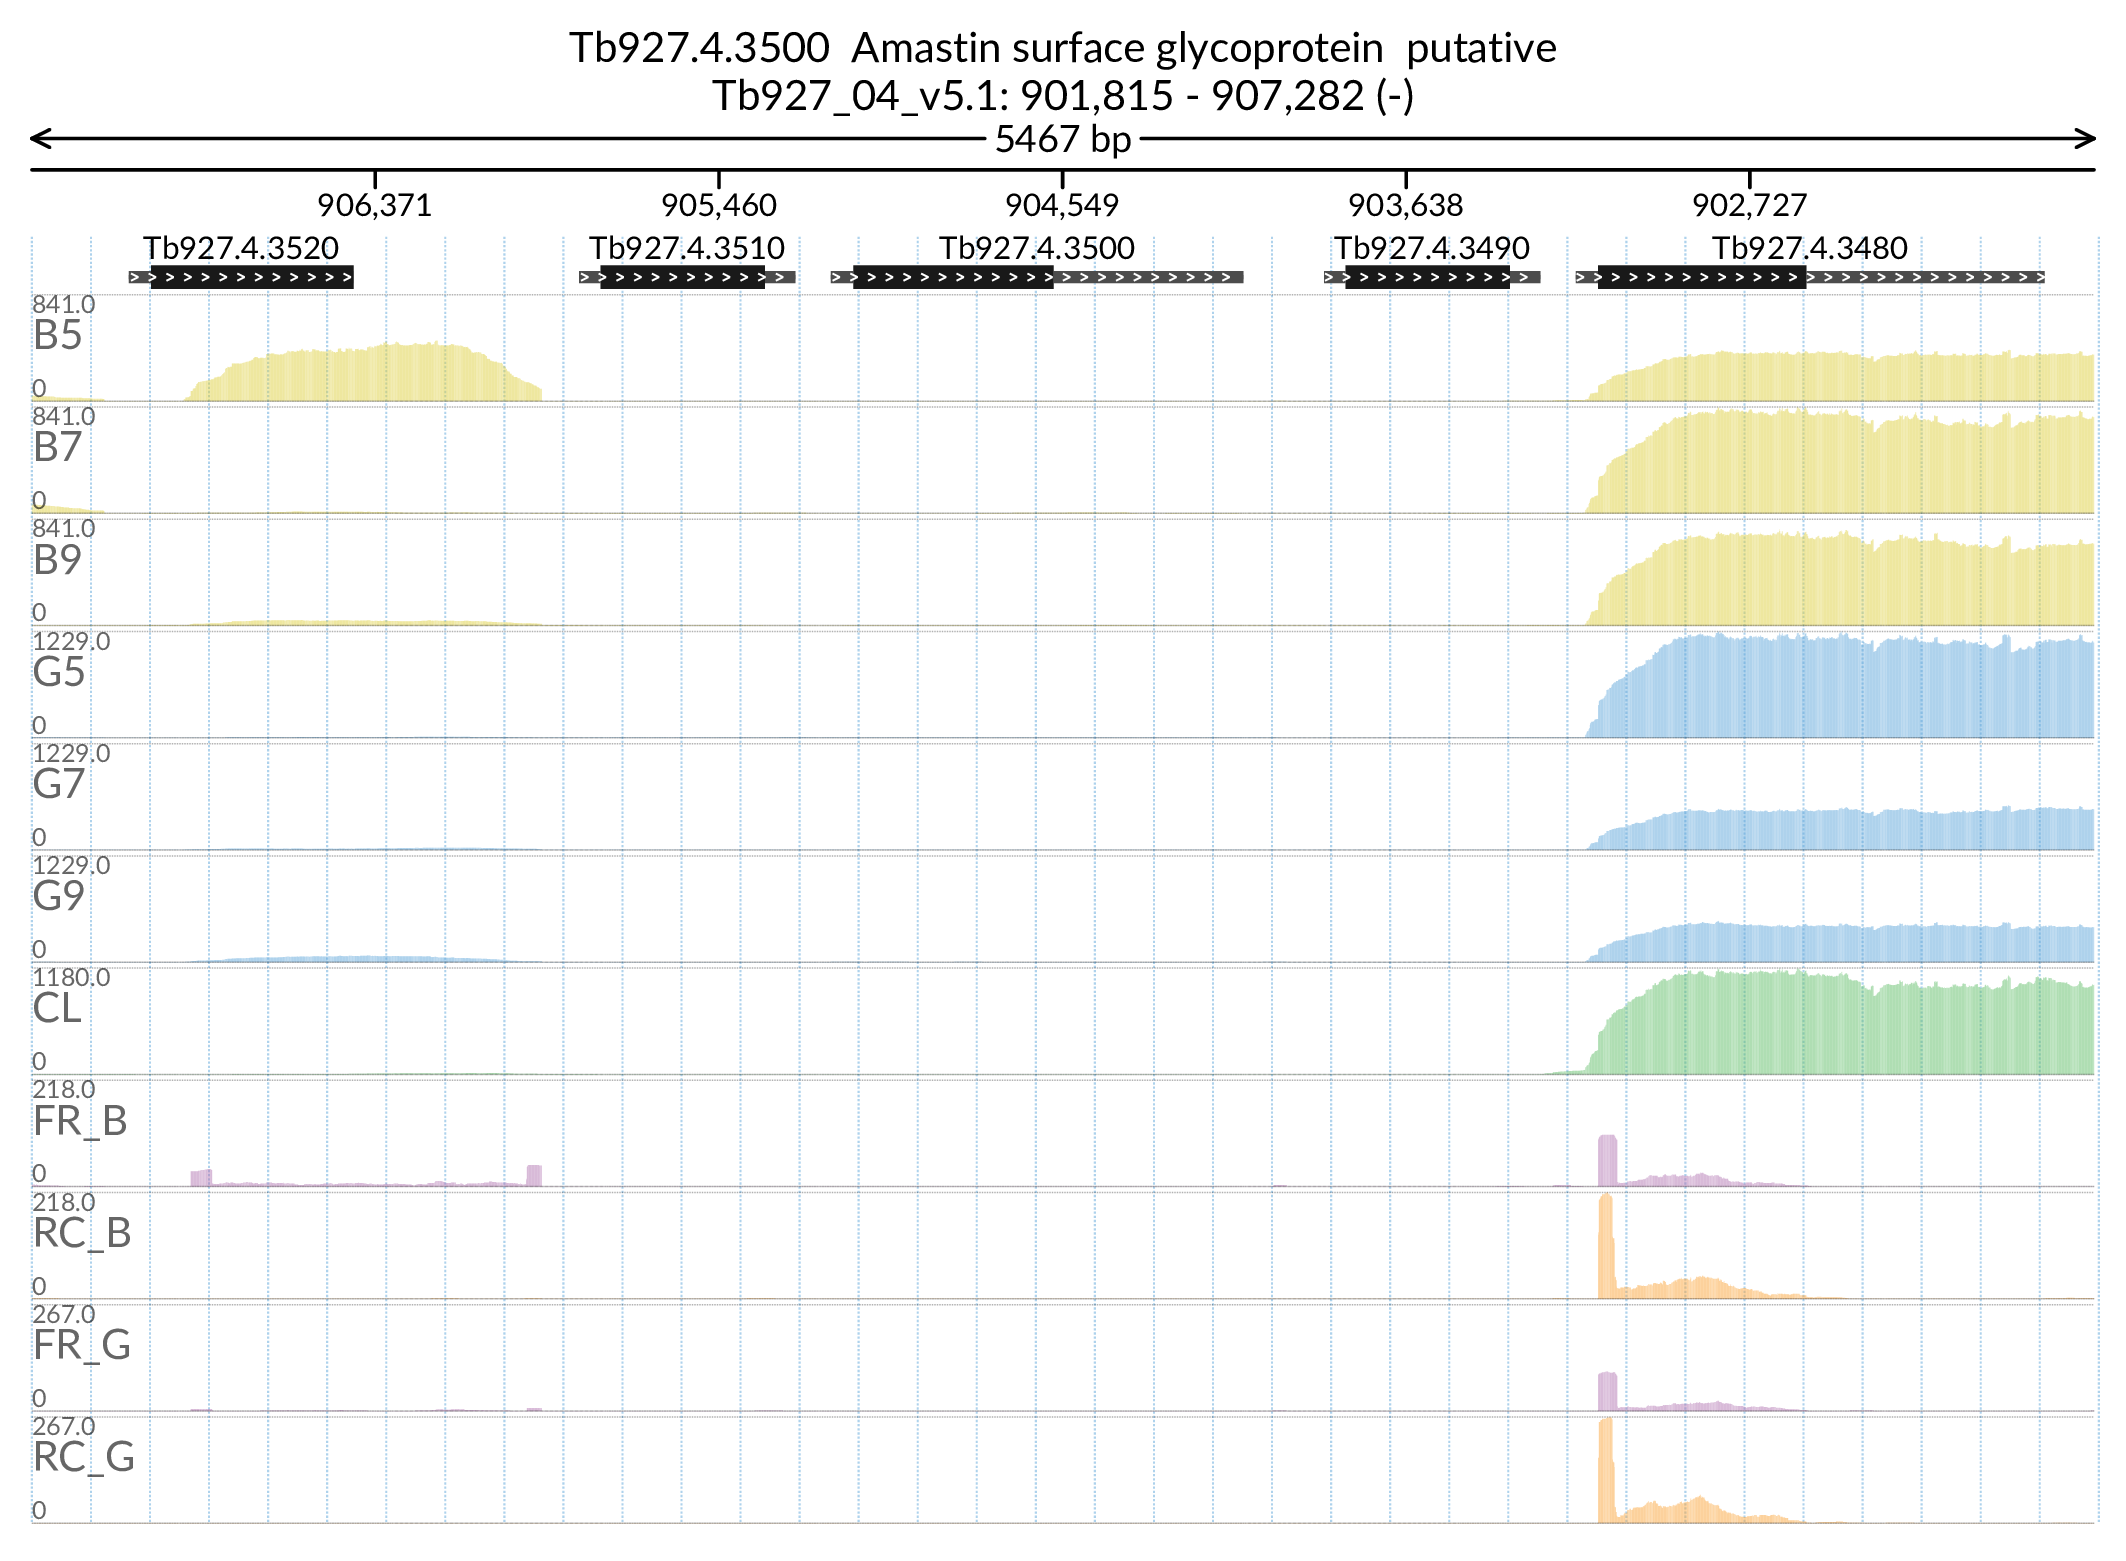 Tb927.4.3500 Amastin surface glycoprotein putative
Tb927_04_v5.1: 901,815 - 907,282 (-)
5467 bp
906,371 905,460 904,549 903,638 902,727
Tb927.4.3520 Tb927.4.3510 Tb927.4.3500 Tb927.4.3490 Tb927.4.3480
841.0
B5
0
841.0
B7
0
841.0
B9
0
1229.0
G5
0
1229.0
G7
0
1229.0
G9
0
1180.0
CL
0
218.0
FR_B
0
218.0
RC_B
0
267.0
FR_G
0
267.0
RC_G
0